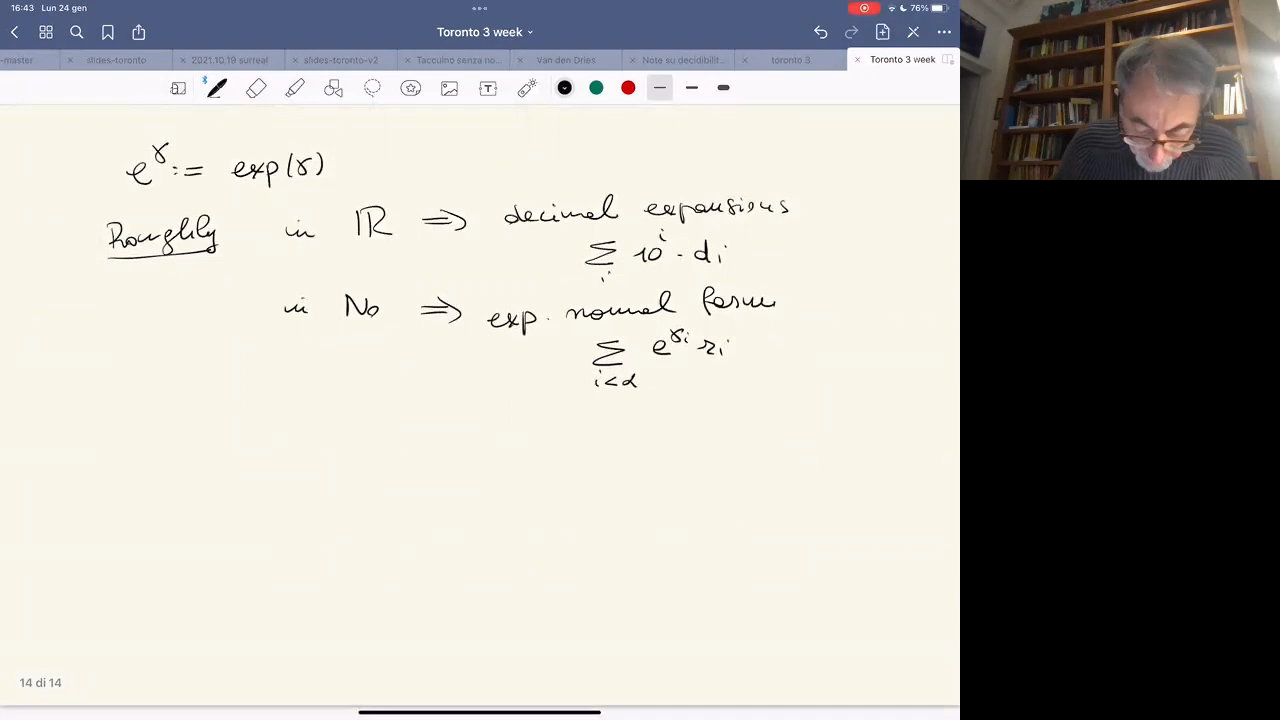 16:43 Lun 24 gen
76%
Toronto 3 week
-master
slides-toronto
2021.10.19 surreal
slides-toronto-v2
Taccuino senza no...
Van den Dries
Note su decidibilit...
toronto 3
Toronto 3 week
e^γ := exp(γ)
Roughly in ℝ ⟹ decimal expansions
∑_i 10^i · d_i
in No ⟹ exp. normal form
∑_{i<α} e^{γ_i} r_i
14 di 14